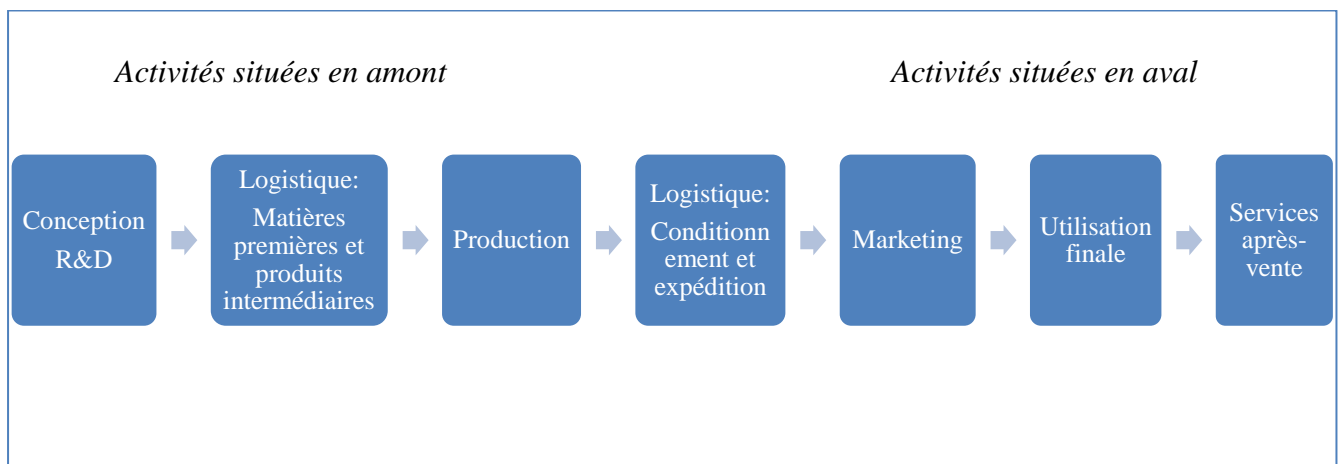 Activités situées en amont
Activités situées en aval
Conception
R&D
Logistique:
Matières
premières et
produits
intermédiaires
Production
Logistique:
Conditionn
ement et
expédition
Marketing
Utilisation
finale
Services
après-
vente